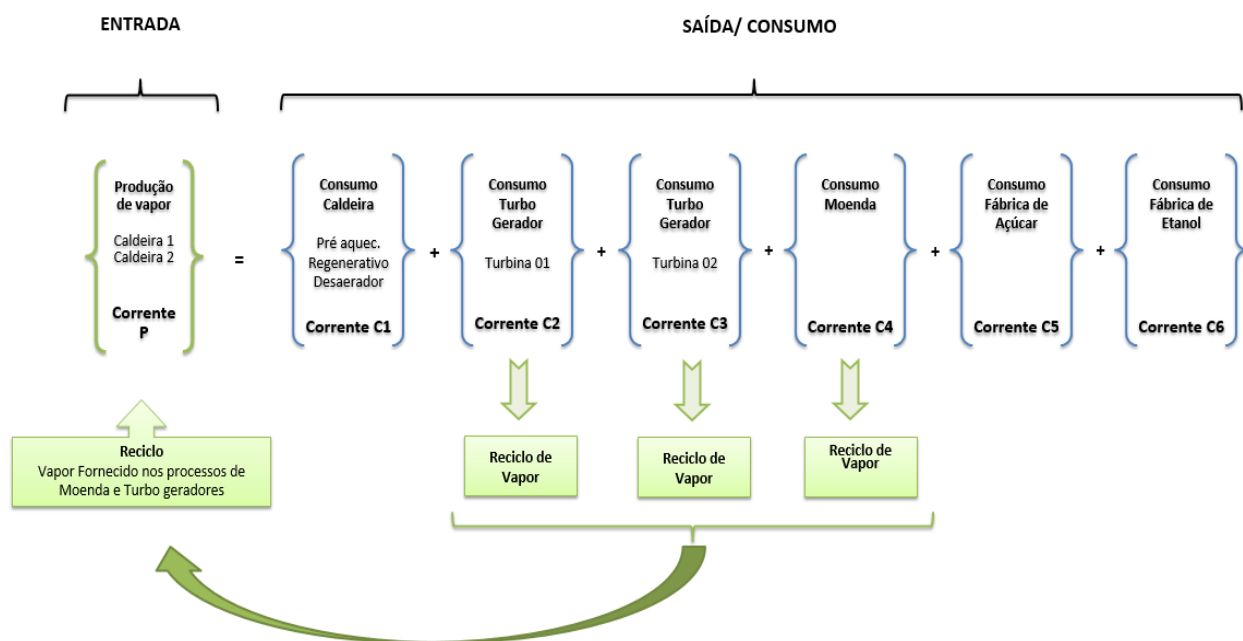 ENTRADA
SAÍDA/ CONSUMO
Produção
de vapor
Caldeira 1
Caldeira 2
Corrente
P
=
Consumo
Caldeira
Pré aquec.
Regenerativo
Desaerador
Corrente C1
+
Consumo
Turbo
Gerador
Turbina 01
Corrente C2
+
Consumo
Turbo
Gerador
Turbina 02
Corrente C3
+
Consumo
Moenda
Corrente C4
+
Consumo
Fábrica de
Açúcar
Corrente C5
+
Consumo
Fábrica de
Etanol
Corrente C6
Reciclo
Vapor Fornecido nos processos de
Moenda e Turbo geradores
Reciclo de
Vapor
Reciclo de
Vapor
Reciclo de
Vapor